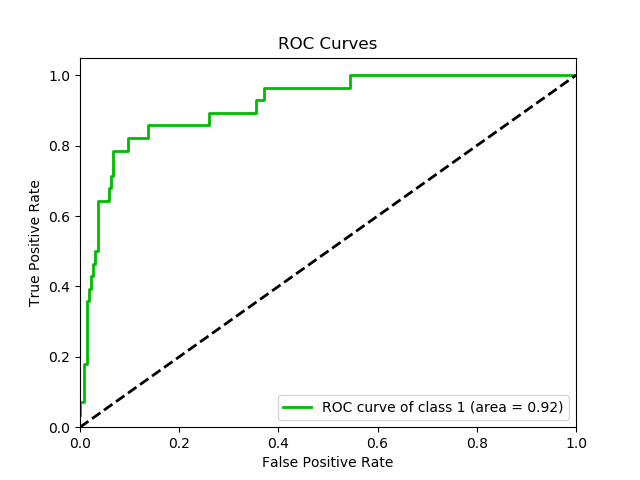 ROC Curves
1.0
0.8
0.6
0.4
0.2
0.0
True Positive Rate
ROC curve of class 1 (area = 0.92)
0.0 0.2 0.4 0.6 0.8 1.0
False Positive Rate